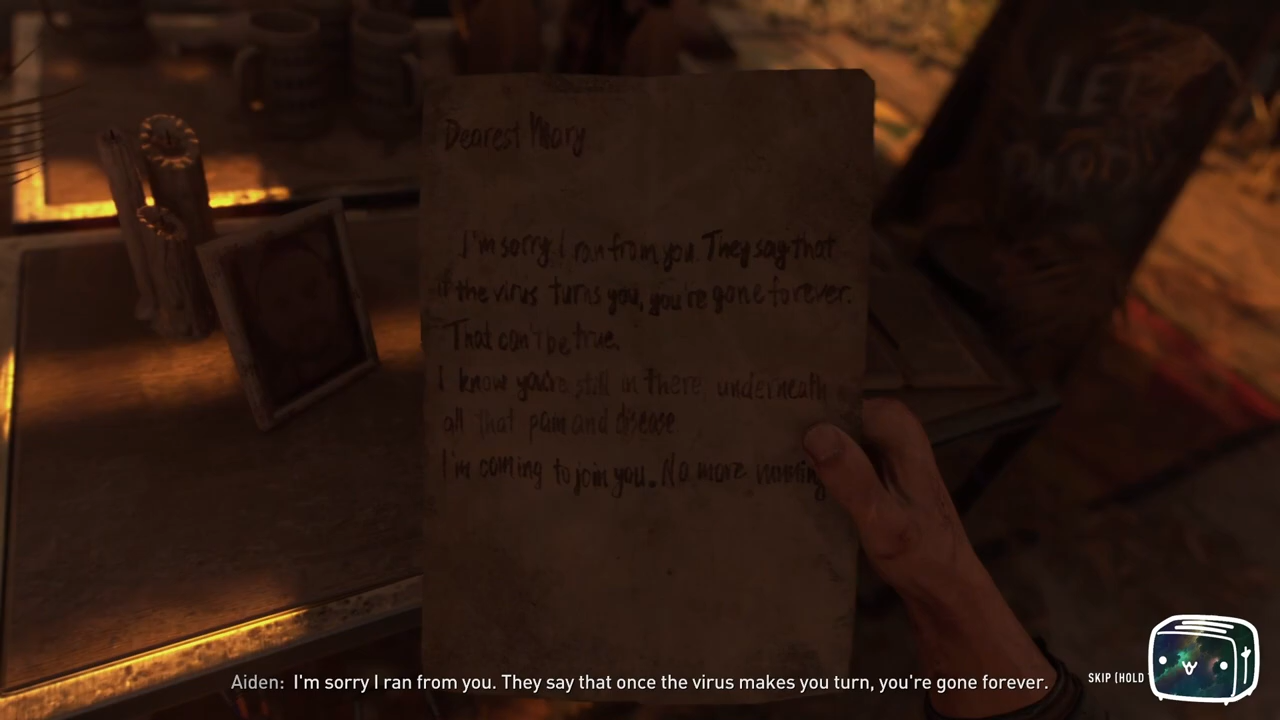 LET
Dearest Mary
I'm sorry I ran from you. They say that
if the virus turns you, you're gone forever.
That can't be true.
I know you're still in there, underneath
all that pain and disease
I'm coming to join you. No more running
Aiden: I'm sorry I ran from you. They say that once the virus makes you turn, you're gone forever.
SKIP (HOLD